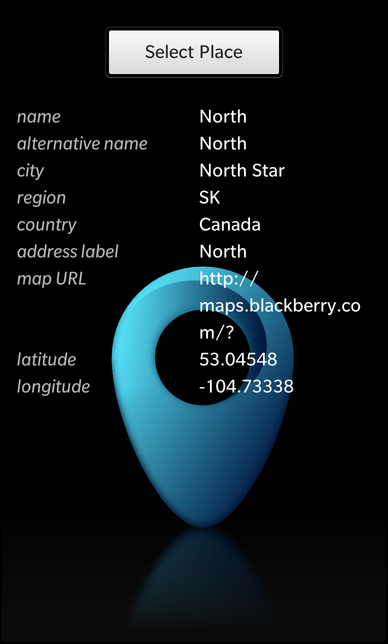 Select Place
name North
alternative name North
city North Star
region SK
country Canada
address label North
map URL http://
maps.blackberry.co
m/?
latitude 53.04548
longitude -104.73338